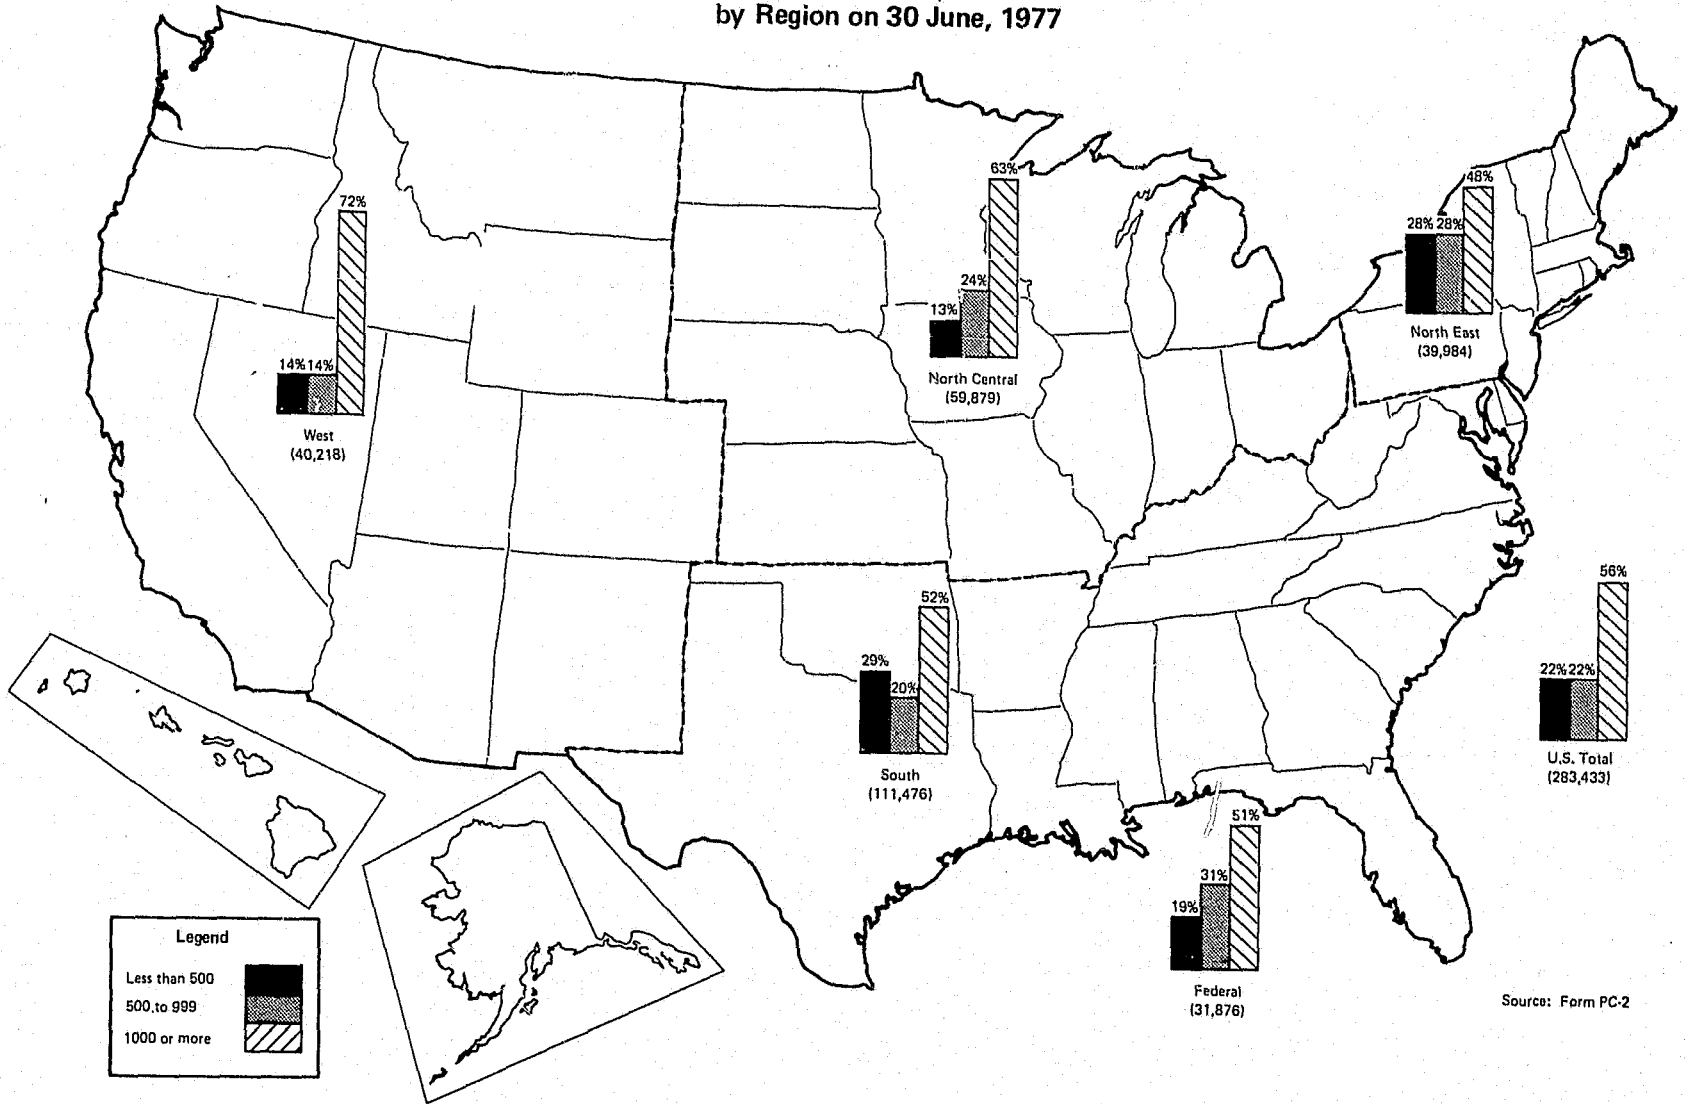 by Region on 30 June, 1977
72%
14% 14%
West
(40,218)
63%
24%
13%
North Central
(59,879)
48%
28% 28%
North East
(39,984)
52%
29%
20%
South
(111,476)
56%
22% 22%
U.S. Total
(283,433)
51%
31%
19%
Federal
(31,876)
Legend
Less than 500
500 to 999
1000 or more
Source: Form PC-2